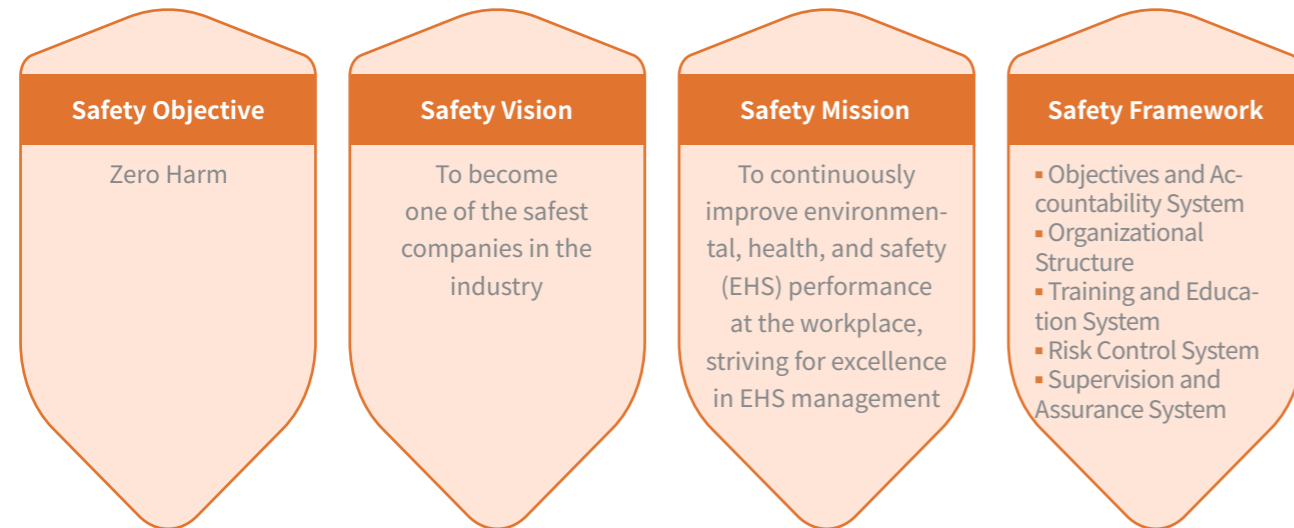 Safety Objective
Zero Harm
Safety Vision
To become
one of the safest
companies in the
industry
Safety Mission
To continuously
improve environmen-
tal, health, and safety
(EHS) performance
at the workplace,
striving for excellence
in EHS management
Safety Framework
▪ Objectives and Ac-
countability System
▪ Organizational
Structure
▪ Training and Educa-
tion System
▪ Risk Control System
▪ Supervision and
Assurance System